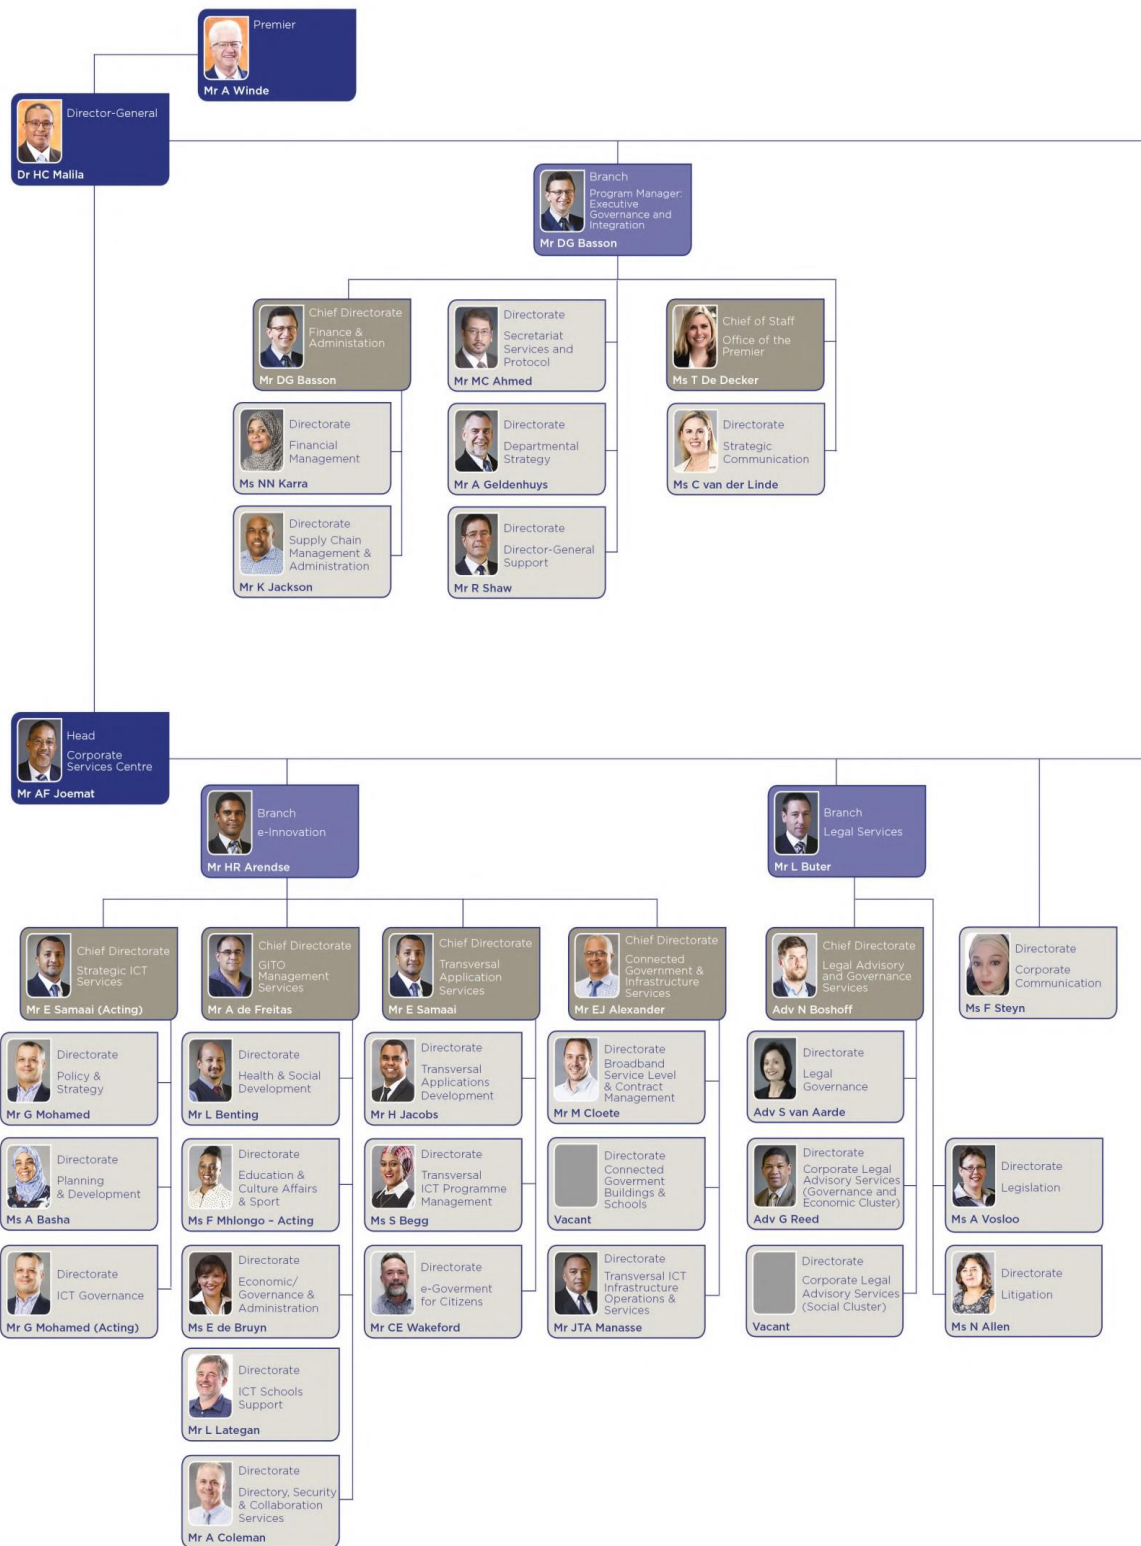 Premier
Mr A Winde
Director-General
Dr HC Malila
Branch
Program Manager:
Executive
Governance and
Integration
Mr DG Basson
Chief Directorate
Finance &
Administation
Mr DG Basson
Directorate
Secretariat
Services and
Protocol
Mr MC Ahmed
Chief of Staff
Office of the
Premier
Ms T De Decker
Directorate
Financial
Management
Ms NN Karra
Directorate
Departmental
Strategy
Mr A Geldenhuys
Directorate
Strategic
Communication
Ms C van der Linde
Directorate
Supply Chain
Management &
Administration
Mr K Jackson
Directorate
Director-General
Support
Mr R Shaw
Head
Corporate
Services Centre
Mr AF Joemat
Branch
e-Innovation
Mr HR Arendse
Branch
Legal Services
Mr L Buter
Chief Directorate
Strategic ICT
Services
Mr E Samaai (Acting)
Chief Directorate
GITO
Management
Services
Mr A de Freitas
Chief Directorate
Transversal
Application
Services
Mr E Samaai
Chief Directorate
Connected
Government &
Infrastructure
Services
Mr EJ Alexander
Chief Directorate
Legal Advisory
and Governance
Services
Adv N Boshoff
Directorate
Corporate
Communication
Ms F Steyn
Directorate
Policy &
Strategy
Mr G Mohamed
Directorate
Health & Social
Development
Mr L Benting
Directorate
Transversal
Applications
Development
Mr H Jacobs
Directorate
Broadband
Service Level
& Contract
Management
Mr M Cloete
Directorate
Legal
Governance
Adv S van Aarde
Directorate
Planning
& Development
Ms A Basha
Directorate
Education &
Culture Affairs
& Sport
Ms F Mhlongo – Acting
Directorate
Transversal
ICT Programme
Management
Ms S Begg
Directorate
Connected
Goverment
Buildings &
Schools
Vacant
Directorate
Corporate Legal
Advisory Services
(Governance and
Economic Cluster)
Adv G Reed
Directorate
Legislation
Ms A Vosloo
Directorate
ICT Governance
Mr G Mohamed (Acting)
Directorate
Economic/
Governance &
Administration
Ms E de Bruyn
Directorate
e-Goverment
for Citizens
Mr CE Wakeford
Directorate
Transversal ICT
Infrastructure
Operations &
Services
Mr JTA Manasse
Directorate
Corporate Legal
Advisory Services
(Social Cluster)
Vacant
Directorate
Litigation
Ms N Allen
Directorate
ICT Schools
Support
Mr L Lategan
Directorate
Directory, Security
& Collaboration
Services
Mr A Coleman